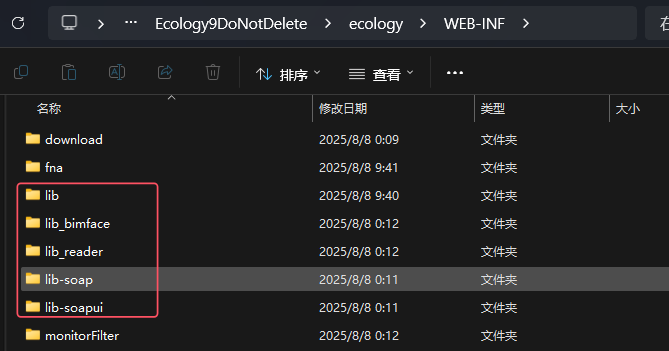 … Ecology9DoNotDelete > ecology > WEB-INF > 在
排序 查看 …
名称 修改日期 类型 大小
download 2025/8/8 0:09 文件夹
fna 2025/8/8 9:41 文件夹
lib 2025/8/8 9:40 文件夹
lib_bimface 2025/8/8 0:12 文件夹
lib_reader 2025/8/8 0:12 文件夹
lib-soap 2025/8/8 0:11 文件夹
lib-soapui 2025/8/8 0:11 文件夹
monitorFilter 2025/8/8 0:12 文件夹